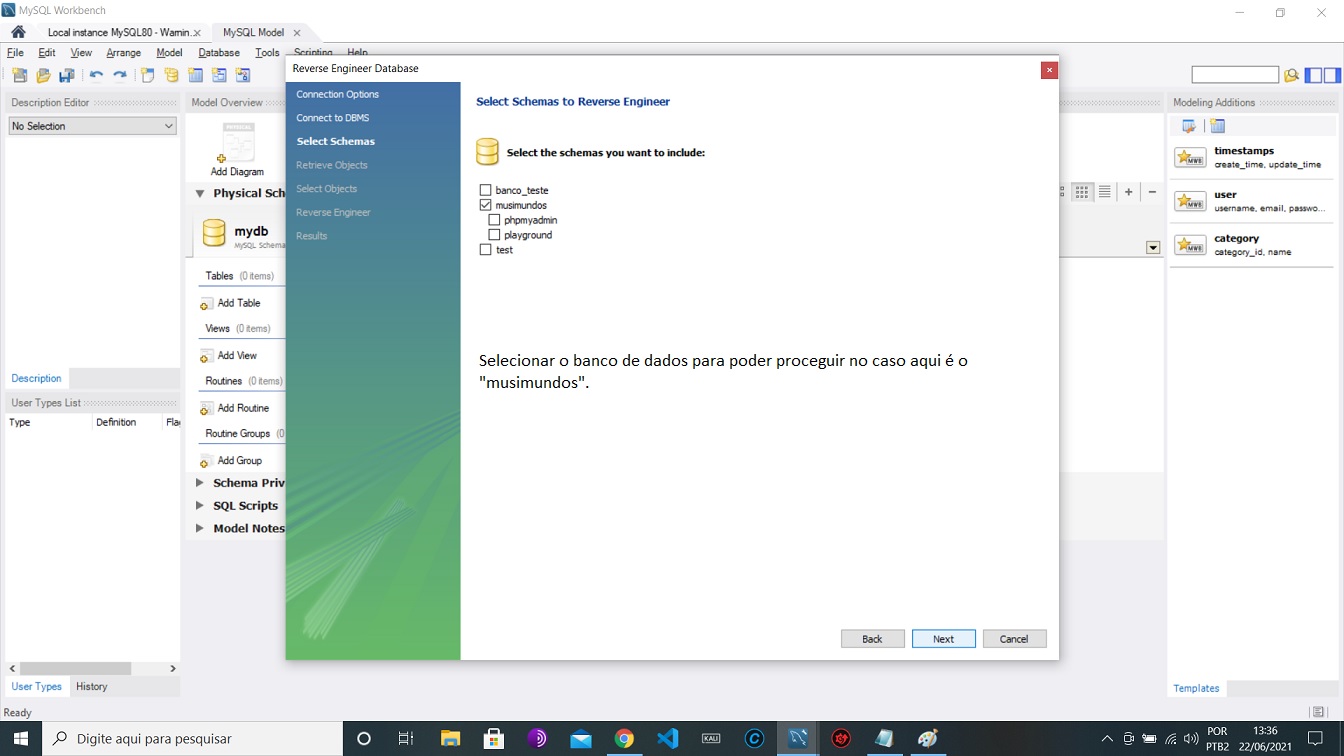 MySQL Workbench
Local instance MySQL80 - Warnin...
MySQL Model
File Edit View Arrange Model Database Tools Scripting Help
Description Editor
No Selection
Description
User Types List
Type Definition Flag
User Types History
Ready
Model Overview
PHYSICAL
Add Diagram
Physical Sch
mydb
MySQL Schema
Tables (0 items)
Add Table
Views (0 items)
Add View
Routines (0 items)
Add Routine
Routine Groups (0
Add Group
Schema Priv
SQL Scripts
Model Notes
Reverse Engineer Database
Connection Options
Connect to DBMS
Select Schemas
Retrieve Objects
Select Objects
Reverse Engineer
Results
Select Schemas to Reverse Engineer
Select the schemas you want to include:
banco_teste
musimundos
phpmyadmin
playground
test
Selecionar o banco de dados para poder proceguir no caso aqui é o
"musimundos".
Back Next Cancel
Modeling Additions
MWB
timestamps
create_time, update_time
MWB
user
username, email, passwo...
MWB
category
category_id, name
Templates
Digite aqui para pesquisar
KALI
POR
PTB2
13:36
22/06/2021